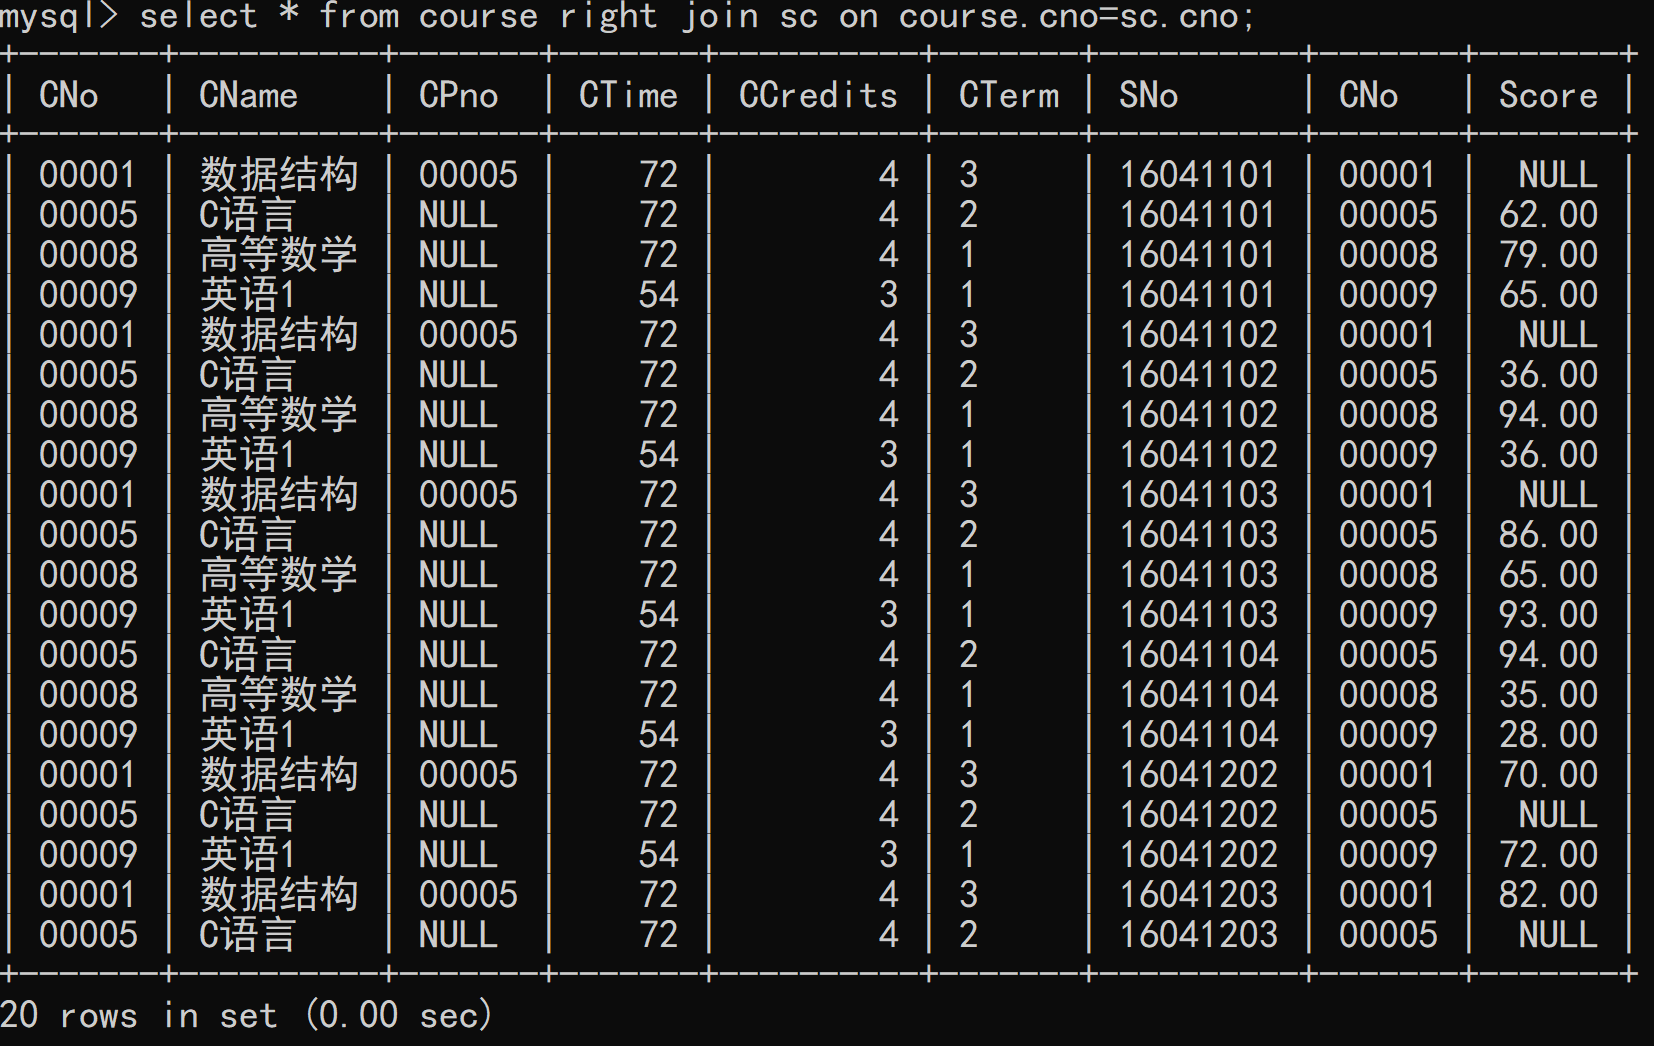 mysql> select * from course right join sc on course.cno=sc.cno;
+-------+----------+-------+-------+----------+-------+----------+-------+-------+
| CNo   | CName    | CPno  | CTime | CCredits | CTerm | SNo      | CNo   | Score |
+-------+----------+-------+-------+----------+-------+----------+-------+-------+
| 00001 | 数据结构 | 00005 |    72 |        4 | 3     | 16041101 | 00001 |  NULL |
| 00005 | C语言    | NULL  |    72 |        4 | 2     | 16041101 | 00005 | 62.00 |
| 00008 | 高等数学 | NULL  |    72 |        4 | 1     | 16041101 | 00008 | 79.00 |
| 00009 | 英语1    | NULL  |    54 |        3 | 1     | 16041101 | 00009 | 65.00 |
| 00001 | 数据结构 | 00005 |    72 |        4 | 3     | 16041102 | 00001 |  NULL |
| 00005 | C语言    | NULL  |    72 |        4 | 2     | 16041102 | 00005 | 36.00 |
| 00008 | 高等数学 | NULL  |    72 |        4 | 1     | 16041102 | 00008 | 94.00 |
| 00009 | 英语1    | NULL  |    54 |        3 | 1     | 16041102 | 00009 | 36.00 |
| 00001 | 数据结构 | 00005 |    72 |        4 | 3     | 16041103 | 00001 |  NULL |
| 00005 | C语言    | NULL  |    72 |        4 | 2     | 16041103 | 00005 | 86.00 |
| 00008 | 高等数学 | NULL  |    72 |        4 | 1     | 16041103 | 00008 | 65.00 |
| 00009 | 英语1    | NULL  |    54 |        3 | 1     | 16041103 | 00009 | 93.00 |
| 00005 | C语言    | NULL  |    72 |        4 | 2     | 16041104 | 00005 | 94.00 |
| 00008 | 高等数学 | NULL  |    72 |        4 | 1     | 16041104 | 00008 | 35.00 |
| 00009 | 英语1    | NULL  |    54 |        3 | 1     | 16041104 | 00009 | 28.00 |
| 00001 | 数据结构 | 00005 |    72 |        4 | 3     | 16041202 | 00001 | 70.00 |
| 00005 | C语言    | NULL  |    72 |        4 | 2     | 16041202 | 00005 |  NULL |
| 00009 | 英语1    | NULL  |    54 |        3 | 1     | 16041202 | 00009 | 72.00 |
| 00001 | 数据结构 | 00005 |    72 |        4 | 3     | 16041203 | 00001 | 82.00 |
| 00005 | C语言    | NULL  |    72 |        4 | 2     | 16041203 | 00005 |  NULL |
+-------+----------+-------+-------+----------+-------+----------+-------+-------+
20 rows in set (0.00 sec)